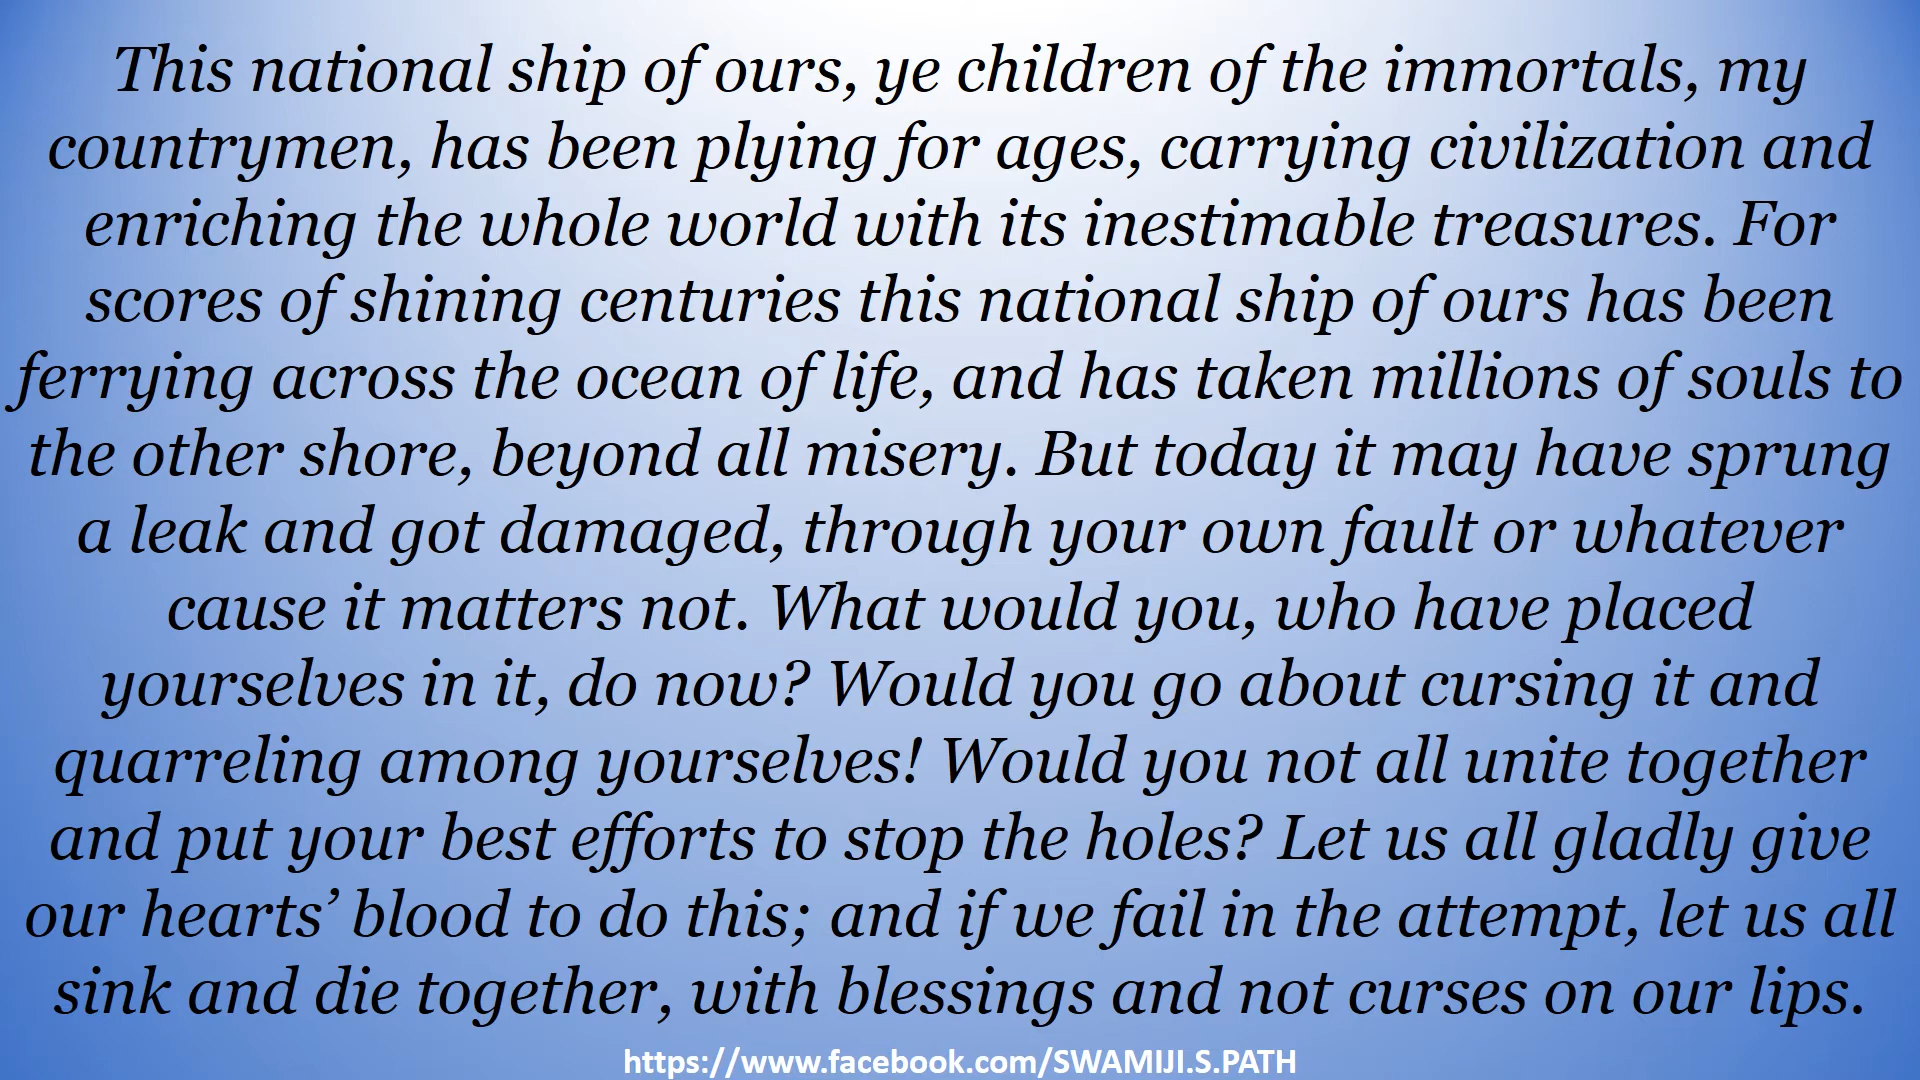 This national ship of ours, ye children of the immortals, my
countrymen, has been plying for ages, carrying civilization and
enriching the whole world with its inestimable treasures. For
scores of shining centuries this national ship of ours has been
ferrying across the ocean of life, and has taken millions of souls to
the other shore, beyond all misery. But today it may have sprung
a leak and got damaged, through your own fault or whatever
cause it matters not. What would you, who have placed
yourselves in it, do now? Would you go about cursing it and
quarreling among yourselves! Would you not all unite together
and put your best efforts to stop the holes? Let us all gladly give
our hearts’ blood to do this; and if we fail in the attempt, let us all
sink and die together, with blessings and not curses on our lips.
https://www.facebook.com/SWAMIJI.S.PATH